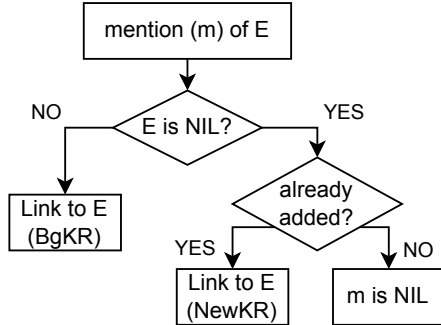 mention (m) of E
NO
E is NIL?
YES
Link to E
(BgKR)
already
added?
YES
NO
Link to E
(NewKR)
m is NIL